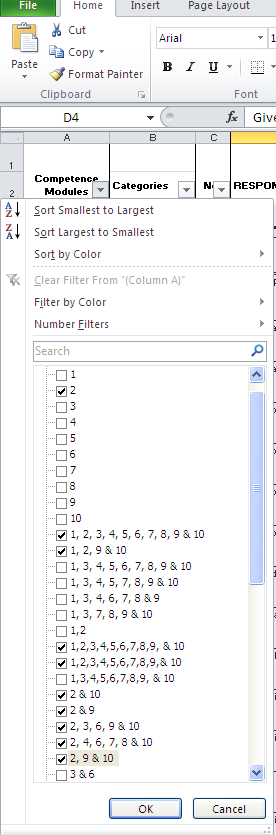 File Home Insert Page Layout
Cut
Copy
Paste
Format Painter
Clipboard
Arial
B I U
D4 fx Give
A B C D
1
Competence
Modules Categories RESPON
2
Sort Smallest to Largest
Sort Largest to Smallest
Sort by Color
Clear Filter From "(Column A)"
Filter by Color
Number Filters
Search
1
2
3
4
5
6
7
8
9
10
1, 2, 3, 4, 5, 6, 7, 8, 9 & 10
1, 2, 9 & 10
1, 3, 4, 5, 6, 7, 8, 9 & 10
1, 3, 4, 5, 7, 8, 9 & 10
1, 3, 4, 6, 7, 8 & 9
1, 3, 7, 8, 9 & 10
1,2
1,2,3,4,5,6,7,8,9, & 10
1,2,3,4,5,6,7,8,9,& 10
1,3,4,5,6,7,8,9, & 10
2 & 10
2 & 9
2, 3, 6, 9 & 10
2, 4, 6, 7, 8 & 10
2, 9 & 10
3 & 6
OK Cancel